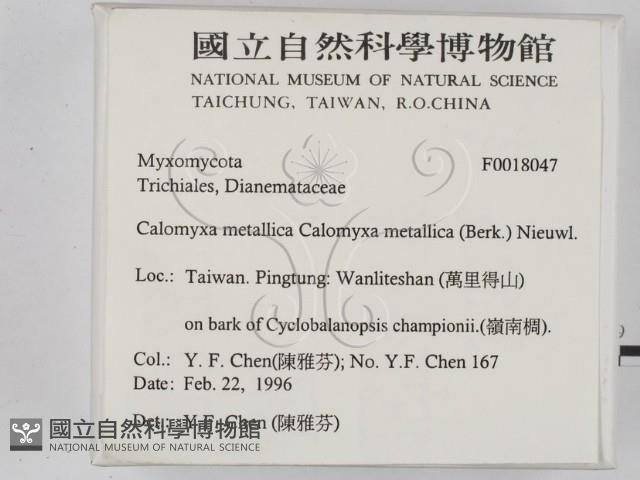 國立自然科學博物館
NATIONAL MUSEUM OF NATURAL SCIENCE
TAICHUNG, TAIWAN, R.O.CHINA
Myxomycota F0018047
Trichiales, Dianemataceae
Calomyxa metallica Calomyxa metallica (Berk.) Nieuwl.
Loc.: Taiwan. Pingtung: Wanliteshan (萬里得山)
on bark of Cyclobalanopsis championii.(嶺南椆).
Col.: Y. F. Chen(陳雅芬); No. Y.F. Chen 167
Date: Feb. 22, 1996
Det.: Y.F. Chen (陳雅芬)
國立自然科學博物館
NATIONAL MUSEUM OF NATURAL SCIENCE
9